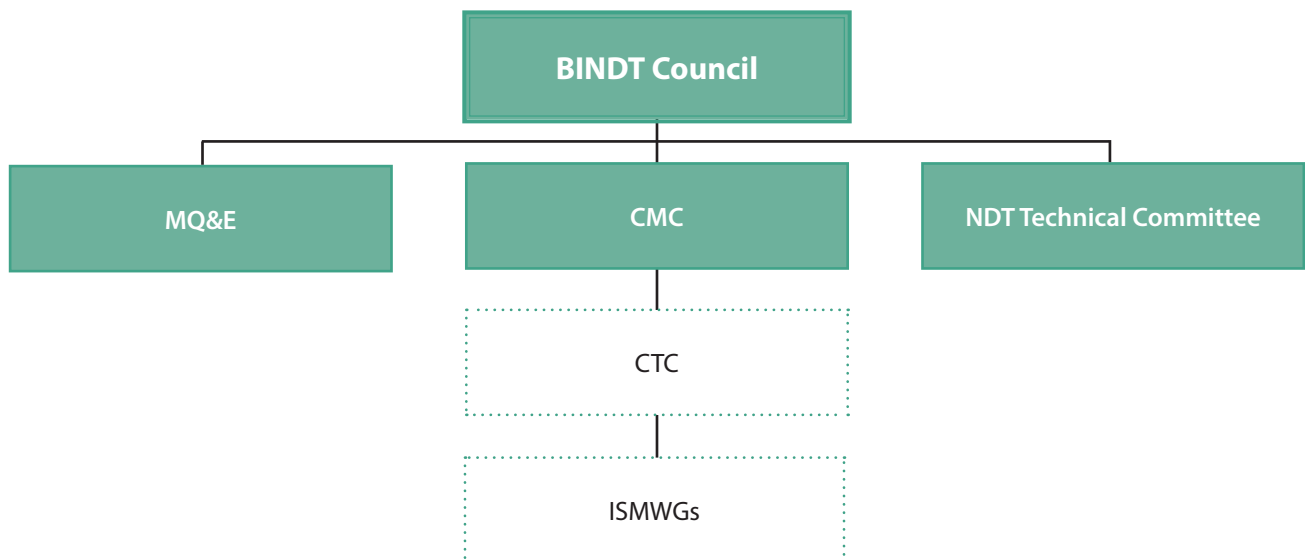 BINDT Council
MQ&E
CMC
NDT Technical Committee
CTC
ISMWGs